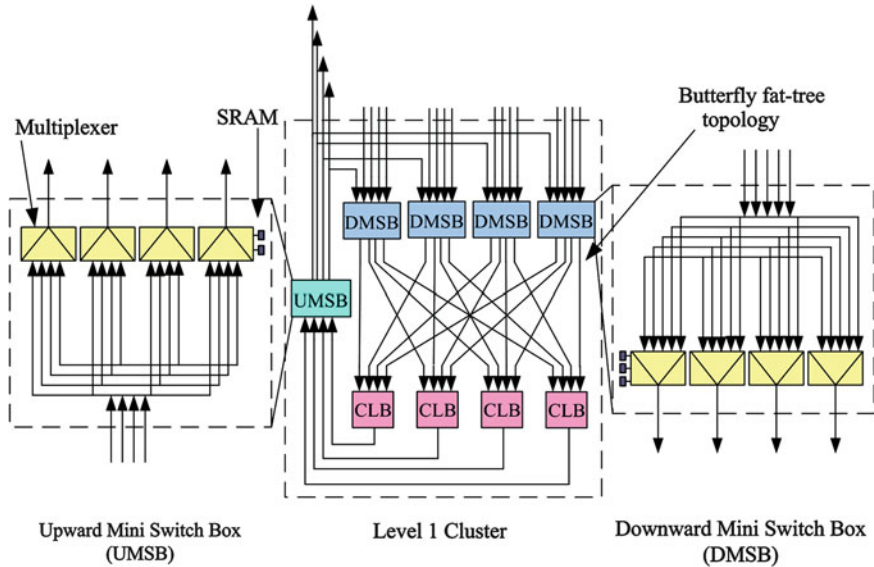 Multiplexer
SRAM
Butterfly fat-tree
topology
DMSB DMSB DMSB DMSB
UMSB
CLB CLB CLB CLB
Upward Mini Switch Box
(UMSB)
Level 1 Cluster
Downward Mini Switch Box
(DMSB)